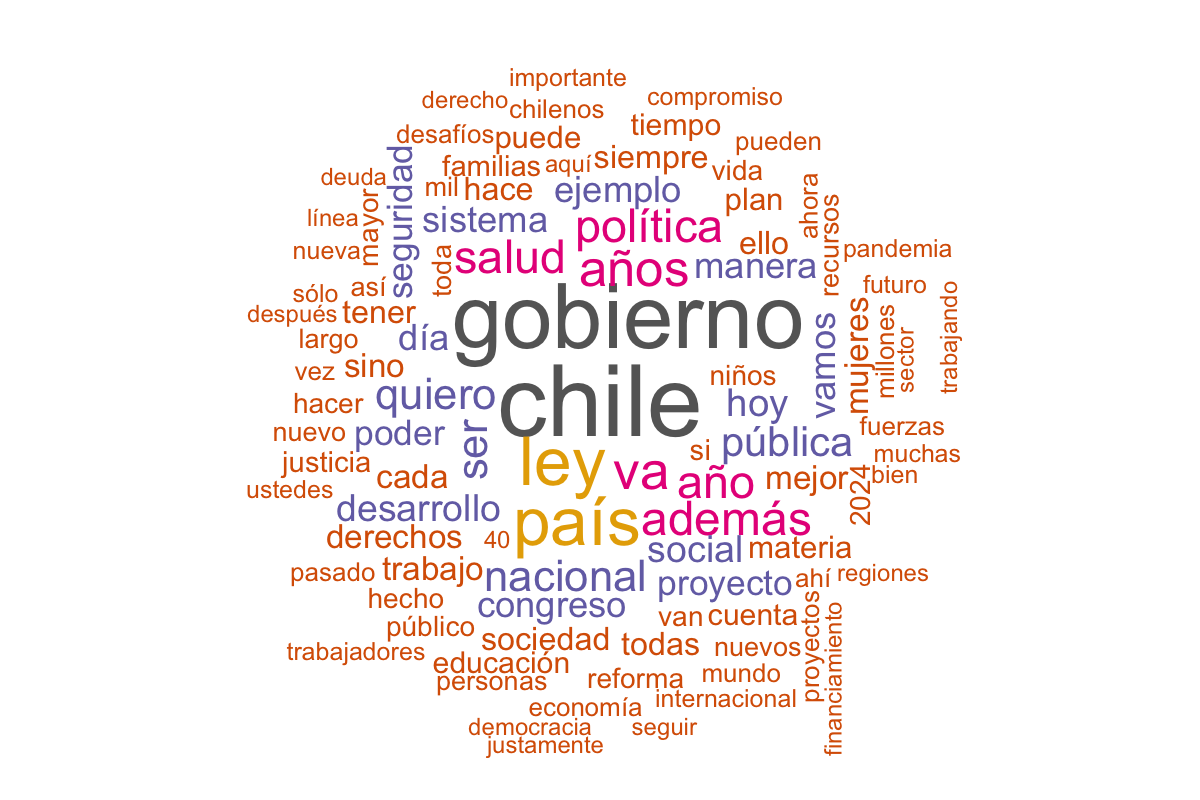 importante
derecho
compromiso
chilenos
desafíos
puede
tiempo
pueden
familias
aquí
siempre
vida
deuda
seguridad
mil
hace
ejemplo
plan
ahora
línea
mayor
sistema
política
recursos
nueva
toda
salud
años
manera
ello
pandemia
sólo
así
futuro
después
tener
gobierno
vamos
mujeres
millones
sector
trabajando
largo
día
vez
sino
niños
hacer
quiero
chile
hoy
nuevo
poder
ser
ley
si
pública
fuerzas
justicia
cada
va
año
mejor
2024
bien
muchas
ustedes
desarrollo
país
además
derechos
40
social
materia
pasado
trabajo
nacional
proyecto
ahí
regiones
hecho
congreso
van
cuenta
proyectos
financiamiento
público
sociedad
todas
nuevos
trabajadores
educación
personas
reforma
mundo
internacional
economía
democracia
seguir
justamente